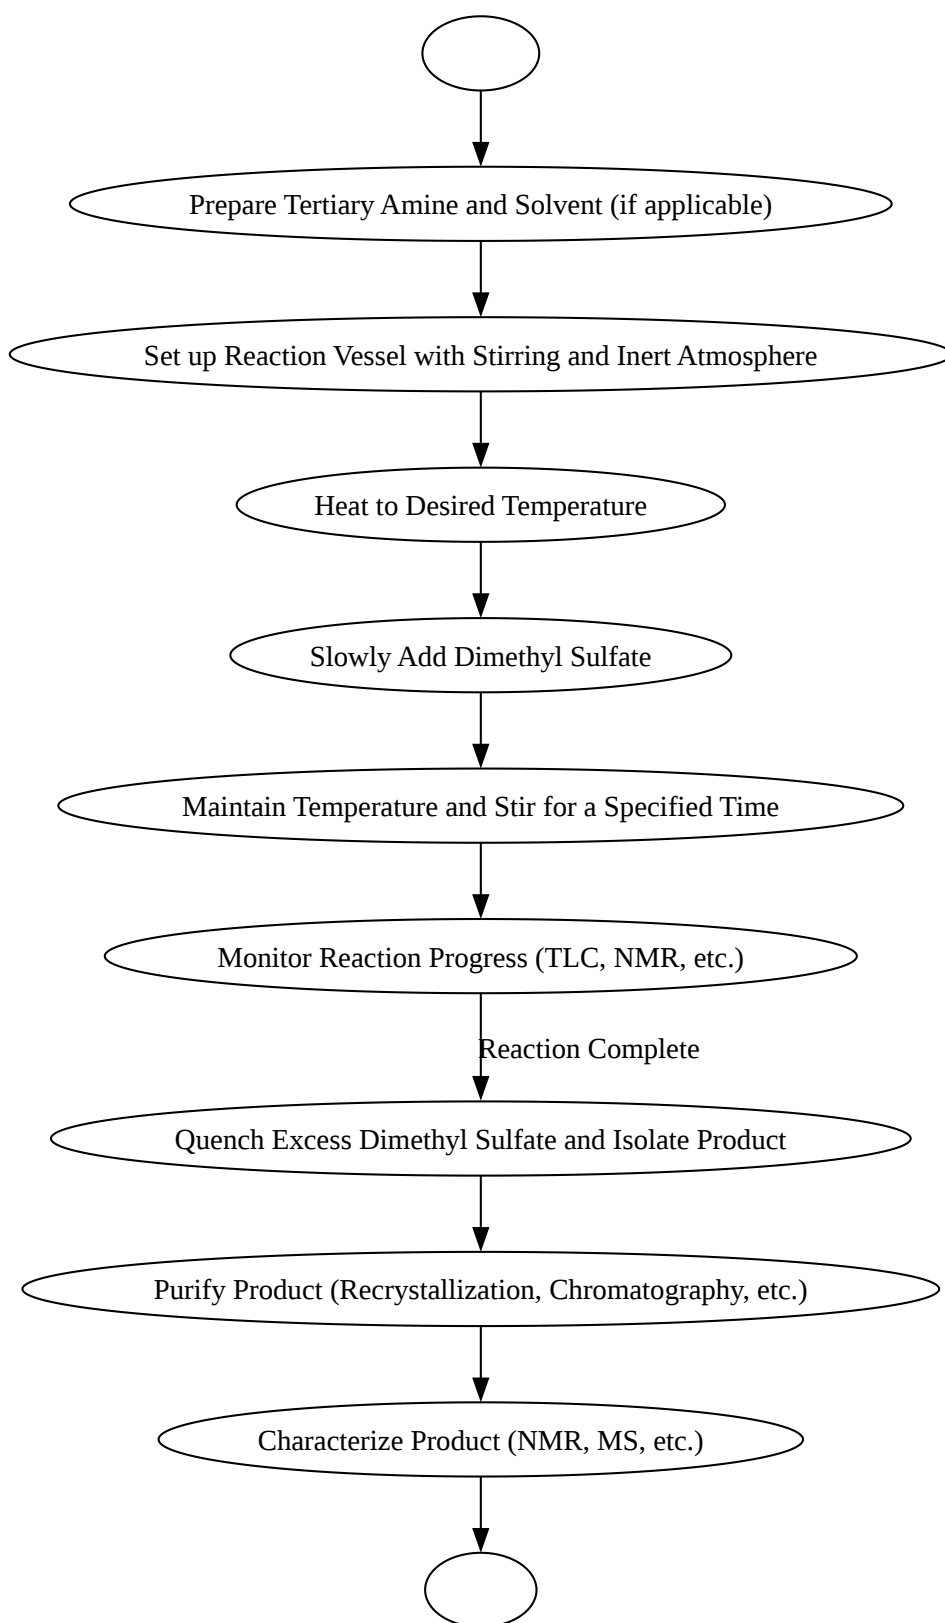 Prepare Tertiary Amine and Solvent (if applicable)
Set up Reaction Vessel with Stirring and Inert Atmosphere
Heat to Desired Temperature
Slowly Add Dimethyl Sulfate
Maintain Temperature and Stir for a Specified Time
Monitor Reaction Progress (TLC, NMR, etc.)
Reaction Complete
Quench Excess Dimethyl Sulfate and Isolate Product
Purify Product (Recrystallization, Chromatography, etc.)
Characterize Product (NMR, MS, etc.)